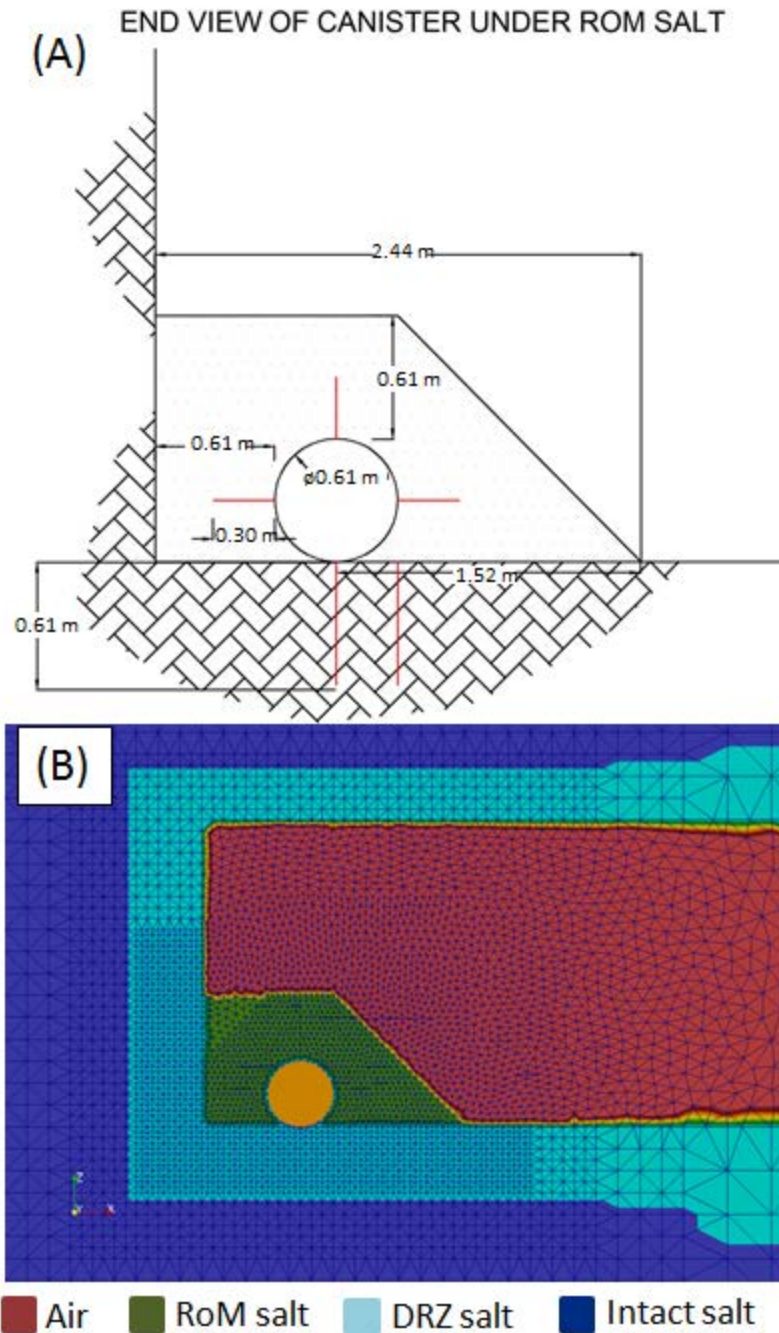 END VIEW OF CANISTER UNDER ROM SALT
(A)
2.44 m
0.61 m
0.61 m
ø0.61 m
0.30 m
1.52 m
0.61 m
(B)
Air RoM salt DRZ salt Intact salt